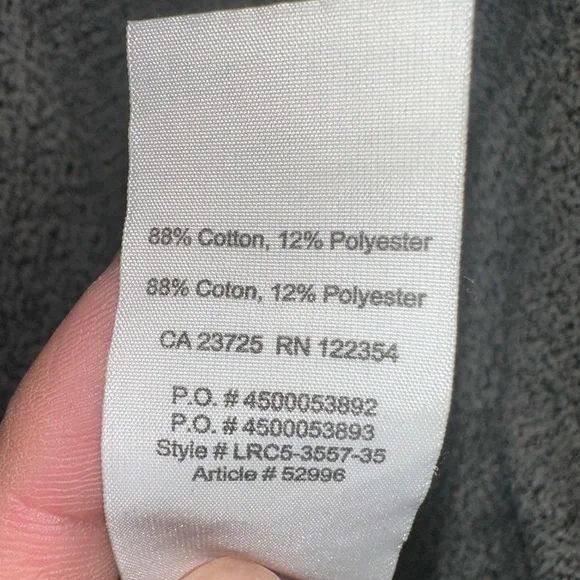 88% Cotton, 12% Polyester
88% Coton, 12% Polyester
CA 23725 RN 122354
P.O. # 4500053892
P.O. # 4500053893
Style # LRC5-3557-35
Article # 52996